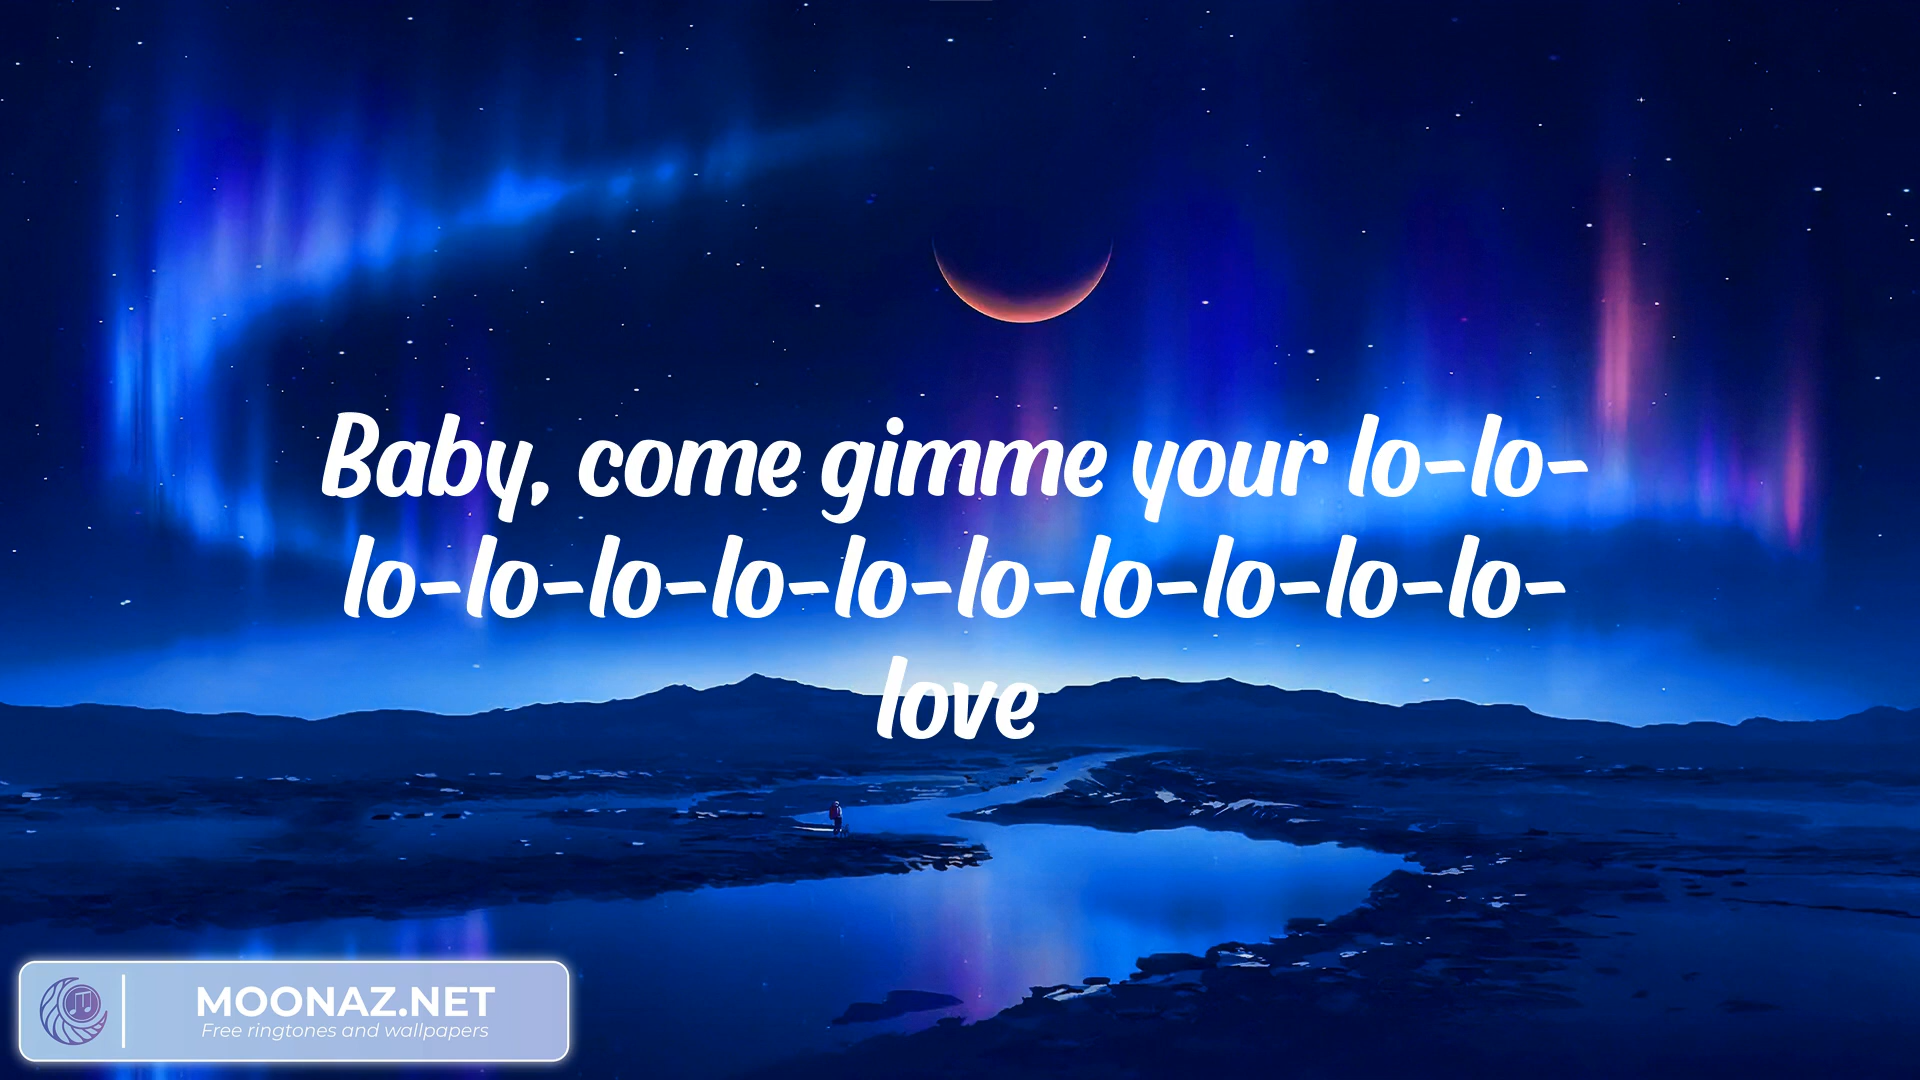 Baby, come gimme your lo-lo-
lo-lo-lo-lo-lo-lo-lo-lo-lo-lo-
love
MOONAZ.NET
Free ringtones and wallpapers